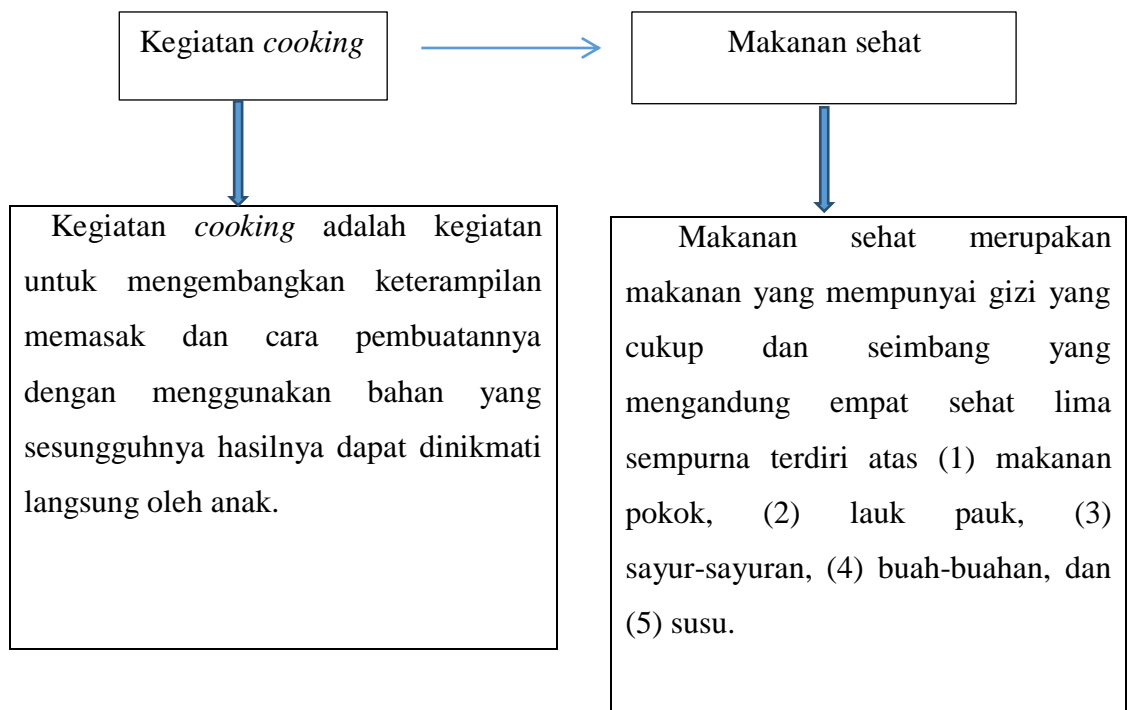 Kegiatan cooking
Makanan sehat
Kegiatan cooking adalah kegiatan
untuk mengembangkan keterampilan
memasak dan cara pembuatannya
dengan menggunakan bahan yang
sesungguhnya hasilnya dapat dinikmati
langsung oleh anak.
Makanan sehat merupakan
makanan yang mempunyai gizi yang
cukup dan seimbang yang
mengandung empat sehat lima
sempurna terdiri atas (1) makanan
pokok, (2) lauk pauk, (3)
sayur-sayuran, (4) buah-buahan, dan
(5) susu.